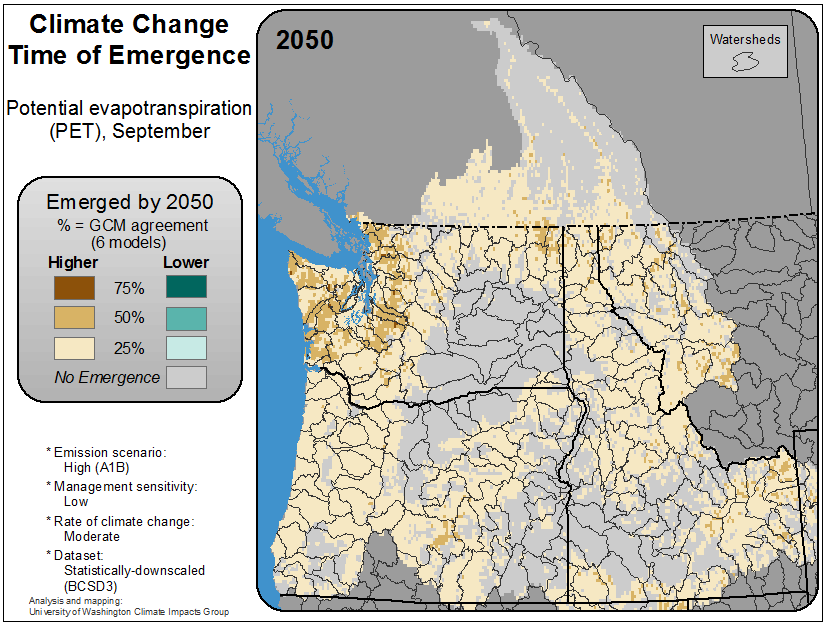 Climate Change
Time of Emergence
Potential evapotranspiration
(PET), September
Emerged by 2050
% = GCM agreement
(6 models)
Higher Lower
75%
50%
25%
No Emergence
* Emission scenario:
High (A1B)
* Management sensitivity:
Low
* Rate of climate change:
Moderate
* Dataset:
Statistically-downscaled
(BCSD3)
Analysis and mapping:
University of Washington Climate Impacts Group
2050
Watersheds